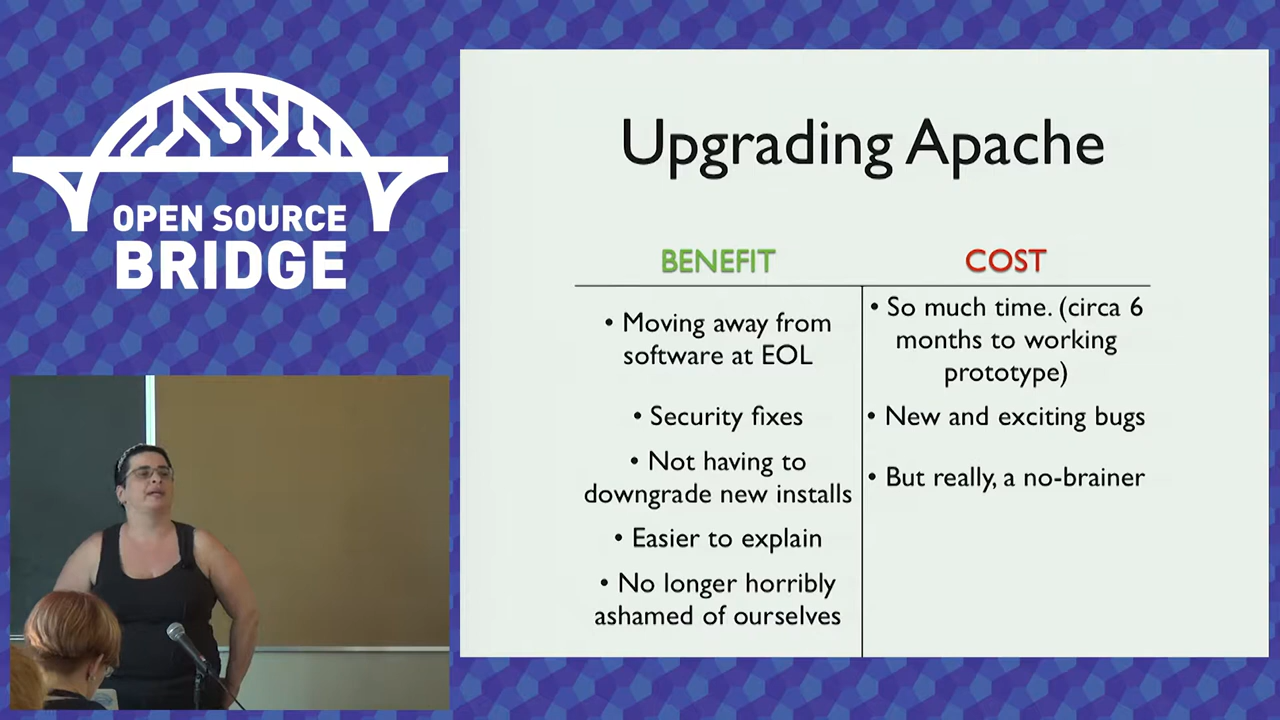 OPEN SOURCE
BRIDGE
Upgrading Apache
BENEFIT
COST
• Moving away from
software at EOL
• Security fixes
• Not having to
downgrade new installs
• Easier to explain
• No longer horribly
ashamed of ourselves
• So much time. (circa 6
months to working
prototype)
• New and exciting bugs
• But really, a no-brainer